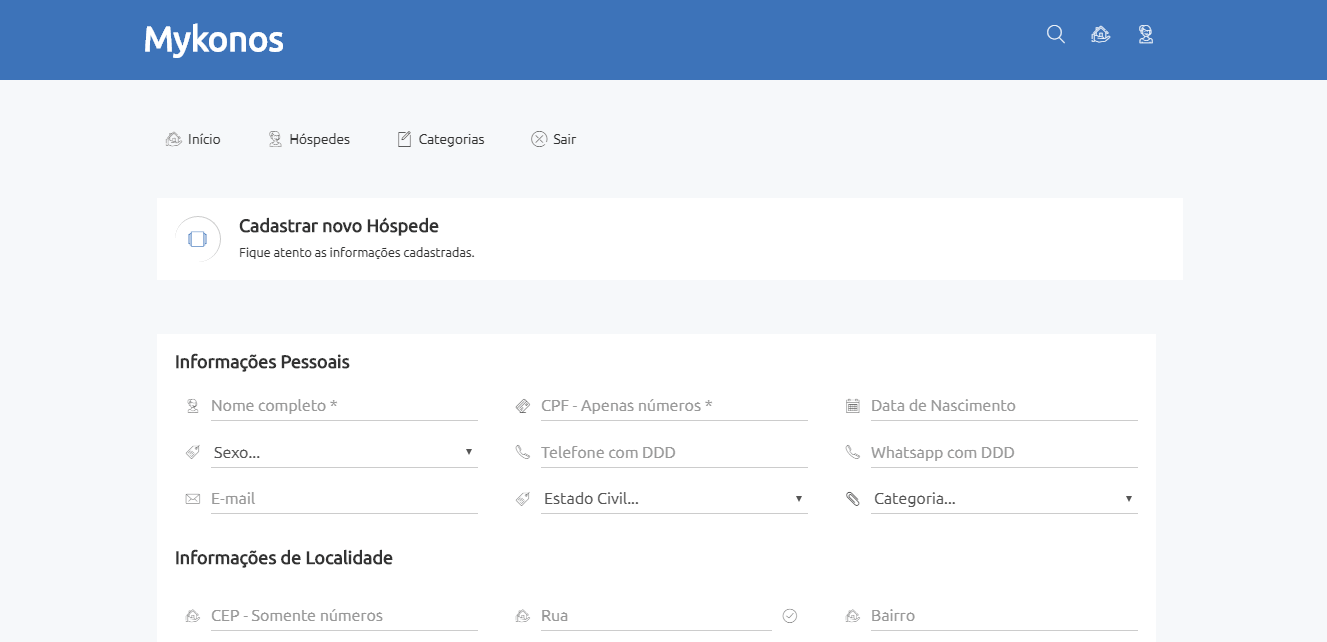 Mykonos
Início Hóspedes Categorias Sair
Cadastrar novo Hóspede
Fique atento as informações cadastradas.
Informações Pessoais
Nome completo * CPF - Apenas números * Data de Nascimento
Sexo... Telefone com DDD Whatsapp com DDD
E-mail Estado Civil... Categoria...
Informações de Localidade
CEP - Somente números Rua Bairro